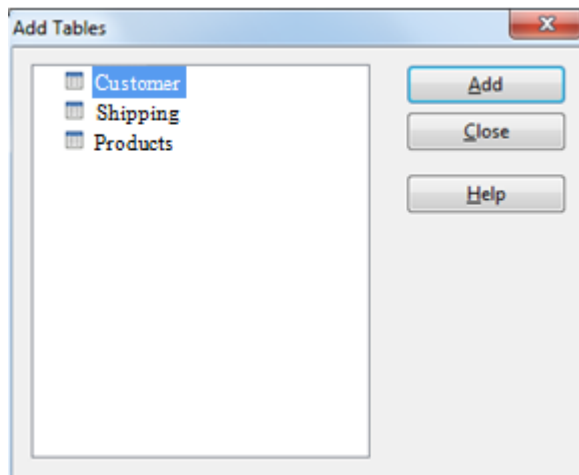 Add Tables
Customer
Shipping
Products
Add
Close
Help